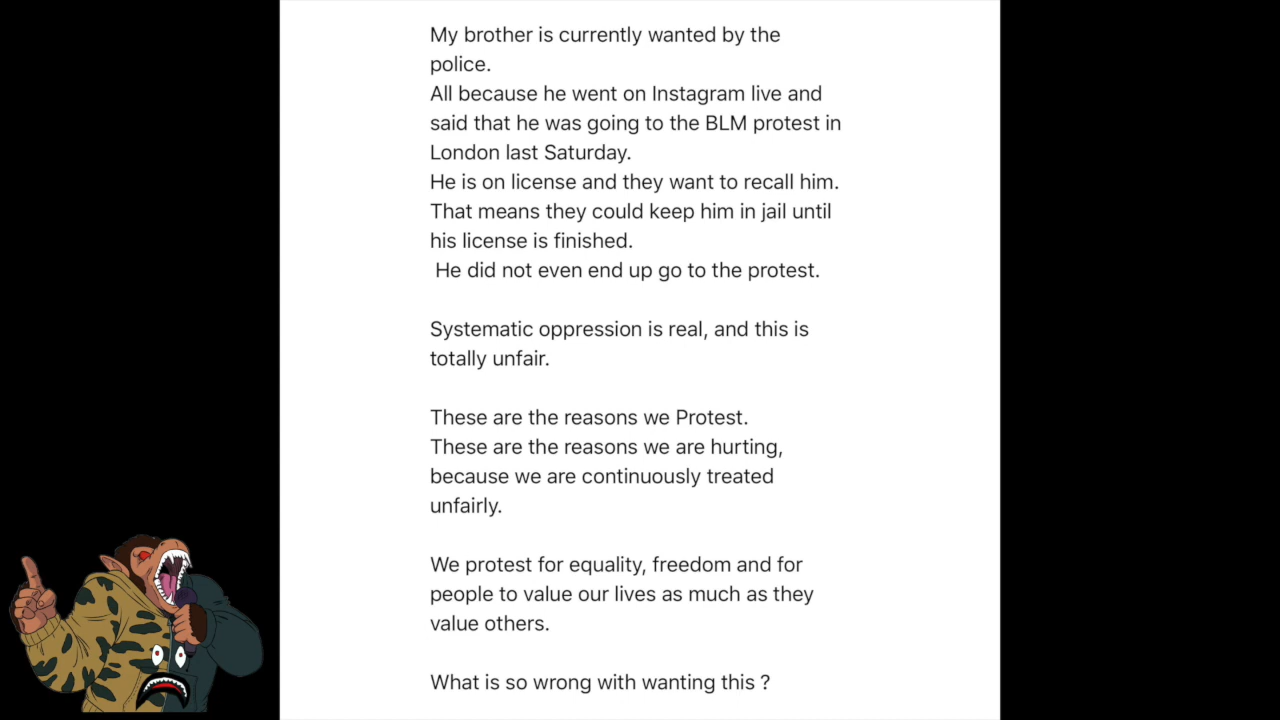 My brother is currently wanted by the
police.
All because he went on Instagram live and
said that he was going to the BLM protest in
London last Saturday.
He is on license and they want to recall him.
That means they could keep him in jail until
his license is finished.
He did not even end up go to the protest.
Systematic oppression is real, and this is
totally unfair.
These are the reasons we Protest.
These are the reasons we are hurting,
because we are continuously treated
unfairly.
We protest for equality, freedom and for
people to value our lives as much as they
value others.
What is so wrong with wanting this ?